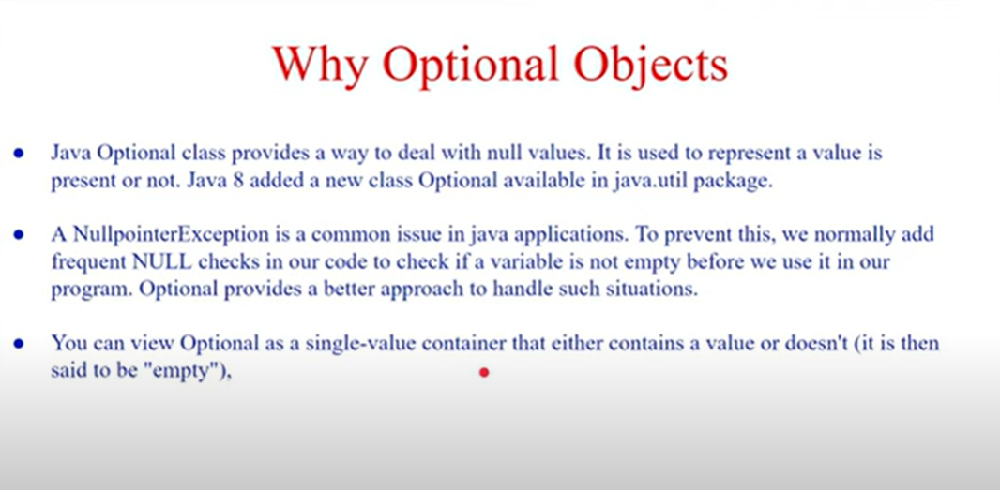 Why Optional Objects
• Java Optional class provides a way to deal with null values. It is used to represent a value is
present or not. Java 8 added a new class Optional available in java.util package.
• A NullpointerException is a common issue in java applications. To prevent this, we normally add
frequent NULL checks in our code to check if a variable is not empty before we use it in our
program. Optional provides a better approach to handle such situations.
• You can view Optional as a single-value container that either contains a value or doesn't (it is then
said to be "empty"),